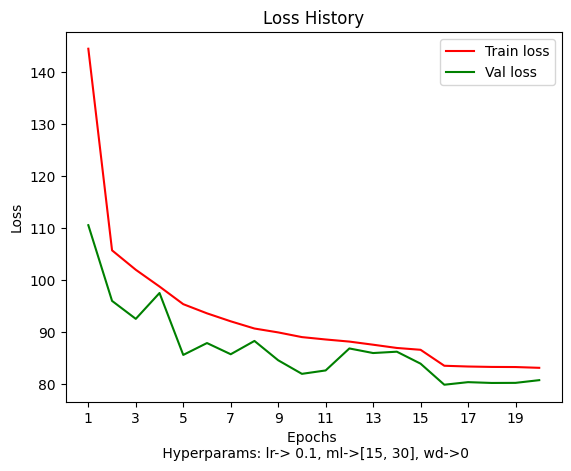 Loss History
Train loss
Val loss
140
130
120
110
100
90
80
Loss
1 3 5 7 9 11 13 15 17 19
Epochs
Hyperparams: lr-> 0.1, ml->[15, 30], wd->0